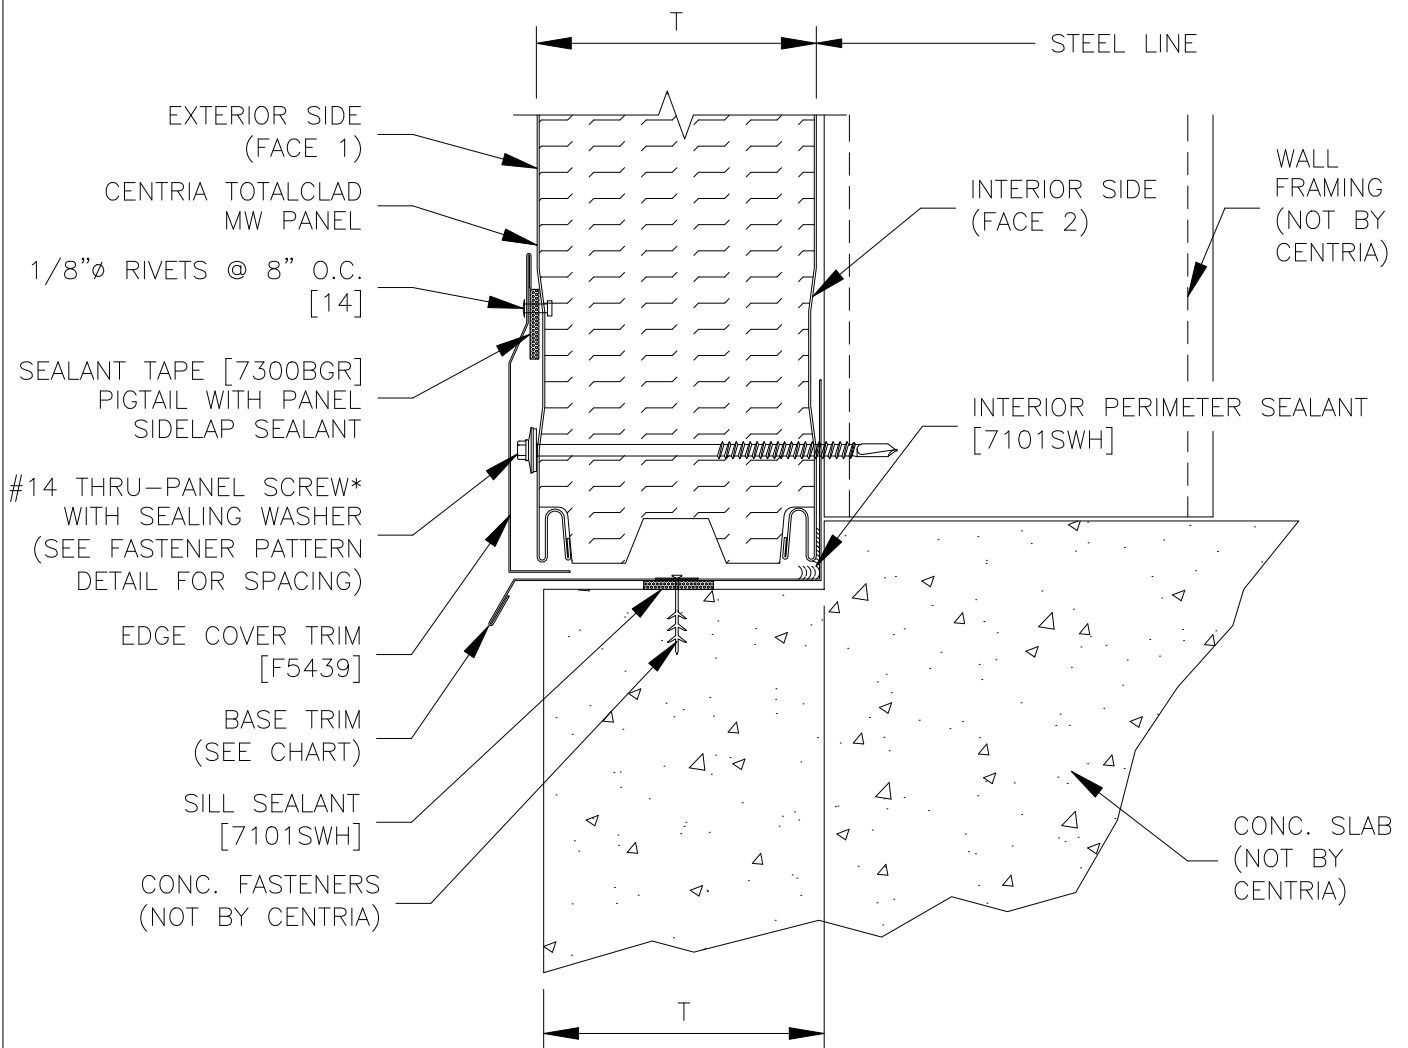 T
STEEL LINE
EXTERIOR SIDE
(FACE 1)
CENTRIA TOTALCLAD
MW PANEL
1/8"ø RIVETS @ 8" O.C.
[14]
SEALANT TAPE [7300BGR]
PIGTAIL WITH PANEL
SIDELAP SEALANT
#14 THRU-PANEL SCREW*
WITH SEALING WASHER
(SEE FASTENER PATTERN
DETAIL FOR SPACING)
EDGE COVER TRIM
[F5439]
BASE TRIM
(SEE CHART)
SILL SEALANT
[7101SWH]
CONC. FASTENERS
(NOT BY CENTRIA)
INTERIOR SIDE
(FACE 2)
WALL
FRAMING
(NOT BY
CENTRIA)
INTERIOR PERIMETER SEALANT
[7101SWH]
CONC. SLAB
(NOT BY
CENTRIA)
T